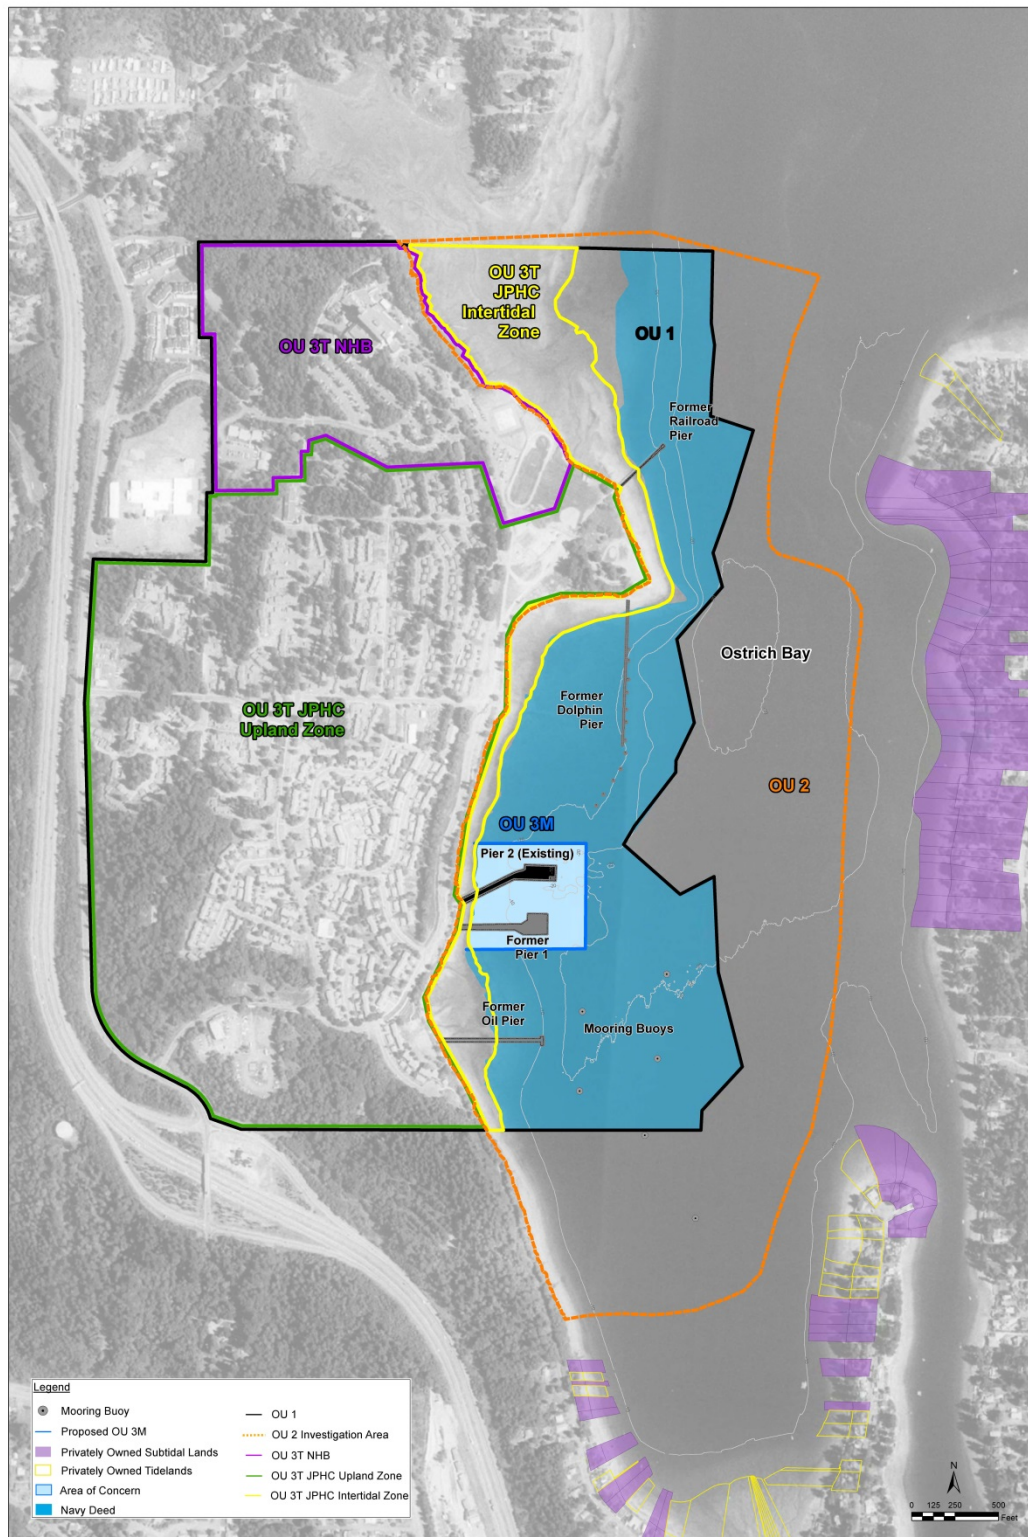 OU 3T
JPHC
Intertidal
Zone
OU 3T NHB
OU 1
Former
Railroad
Pier
Ostrich Bay
Former
Dolphin
Pier
OU 3T JPHC
Upland Zone
OU 2
OU 3M
Pier 2 (Existing)
Former
Pier 1
Former
Oil Pier
Mooring Buoys
Legend
Mooring Buoy
Proposed OU 3M
Privately Owned Subtidal Lands
Privately Owned Tidelands
Area of Concern
Navy Deed
OU 1
OU 2 Investigation Area
OU 3T NHB
OU 3T JPHC Upland Zone
OU 3T JPHC Intertidal Zone
N
0 125 250 500
Feet